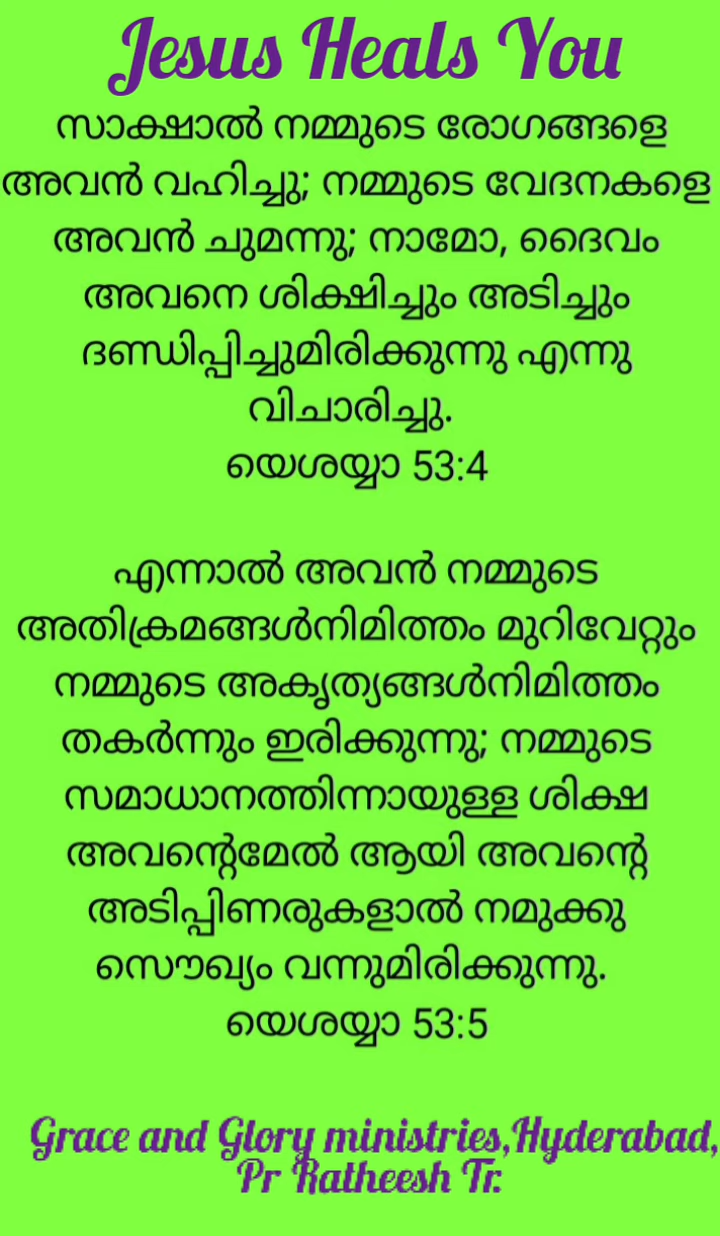 Jesus Heals You
സാക്ഷാൽ നമ്മുടെ രോഗങ്ങളെ
അവൻ വഹിച്ചു; നമ്മുടെ വേദനകളെ
അവൻ ചുമന്നു; നാമോ, ദൈവം
അവനെ ശിക്ഷിച്ചും അടിച്ചും
ദണ്ഡിപ്പിച്ചുമിരിക്കുന്നു എന്നു
വിചാരിച്ചു.
യെശയ്യാ 53:4
എന്നാൽ അവൻ നമ്മുടെ
അതിക്രമങ്ങൾനിമിത്തം മുറിവേറ്റും
നമ്മുടെ അകൃത്യങ്ങൾനിമിത്തം
തകർന്നും ഇരിക്കുന്നു; നമ്മുടെ
സമാധാനത്തിന്നായുള്ള ശിക്ഷ
അവന്റെമേൽ ആയി അവന്റെ
അടിപ്പിണരുകളാൽ നമുക്കു
സൌഖ്യം വന്നുമിരിക്കുന്നു.
യെശയ്യാ 53:5
Grace and Glory ministries,Hyderabad,
Pr Ratheesh Tr.